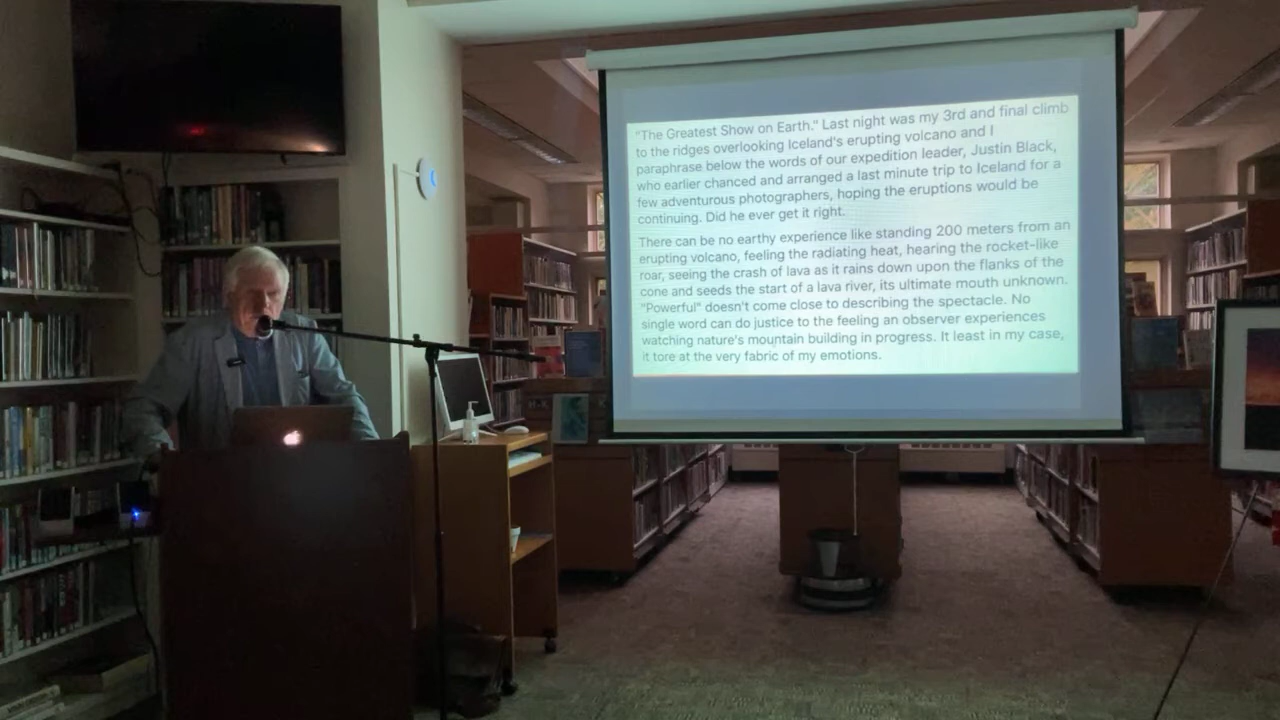 "The Greatest Show on Earth." Last night was my 3rd and final climb
to the ridges overlooking Iceland's erupting volcano and I
paraphrase below the words of our expedition leader, Justin Black,
who earlier chanced and arranged a last minute trip to Iceland for a
few adventurous photographers, hoping the eruptions would be
continuing. Did he ever get it right.
There can be no earthy experience like standing 200 meters from an
erupting volcano, feeling the radiating heat, hearing the rocket-like
roar, seeing the crash of lava as it rains down upon the flanks of the
cone and seeds the start of a lava river, its ultimate mouth unknown.
"Powerful" doesn't come close to describing the spectacle. No
single word can do justice to the feeling an observer experiences
watching nature's mountain building in progress. It least in my case,
it tore at the very fabric of my emotions.